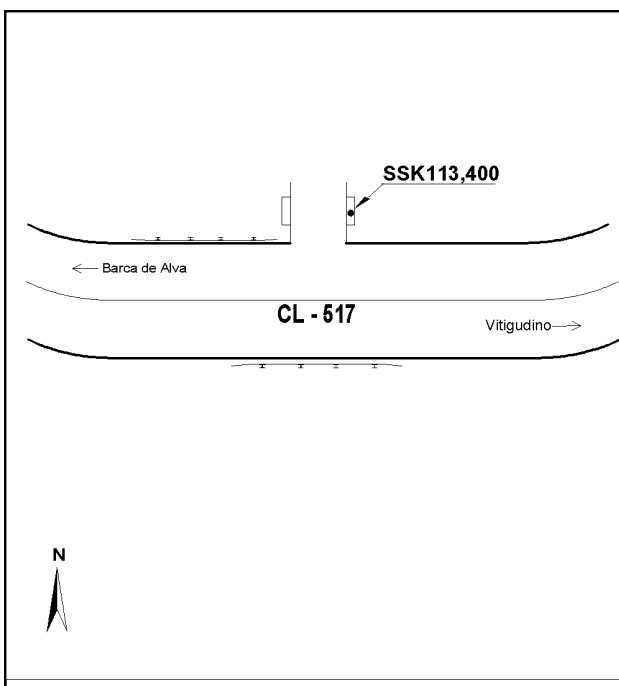 SSK113,400
Barca de Alva
CL - 517
Vitigudino
N